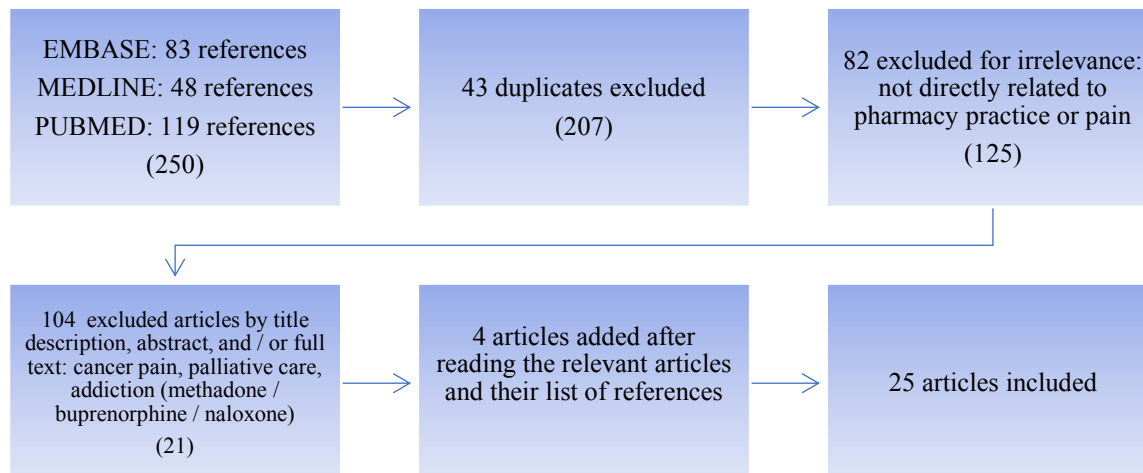 EMBASE: 83 references
MEDLINE: 48 references
PUBMED: 119 references
(250)
43 duplicates excluded
(207)
82 excluded for irrelevance:
not directly related to
pharmacy practice or pain
(125)
104 excluded articles by title
description, abstract, and / or full
text: cancer pain, palliative care,
addiction (methadone /
buprenorphine / naloxone)
(21)
4 articles added after
reading the relevant articles
and their list of references
25 articles included